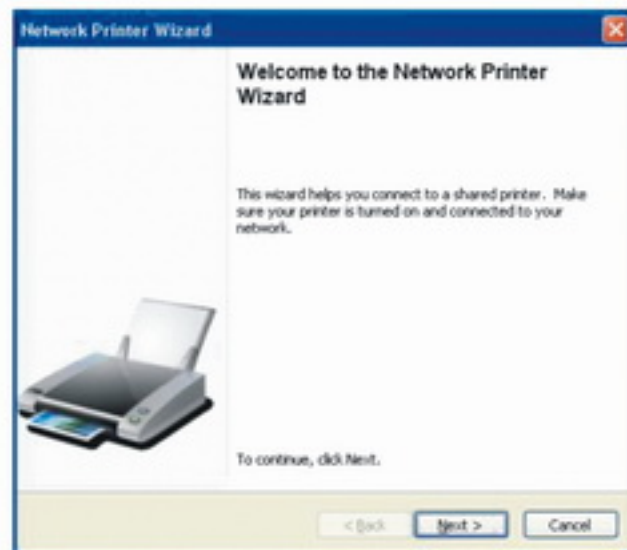 Network Printer Wizard
Welcome to the Network Printer
Wizard
This wizard helps you connect to a shared printer. Make
sure your printer is turned on and connected to your
network.
To continue, click Next.
< Back
Next >
Cancel